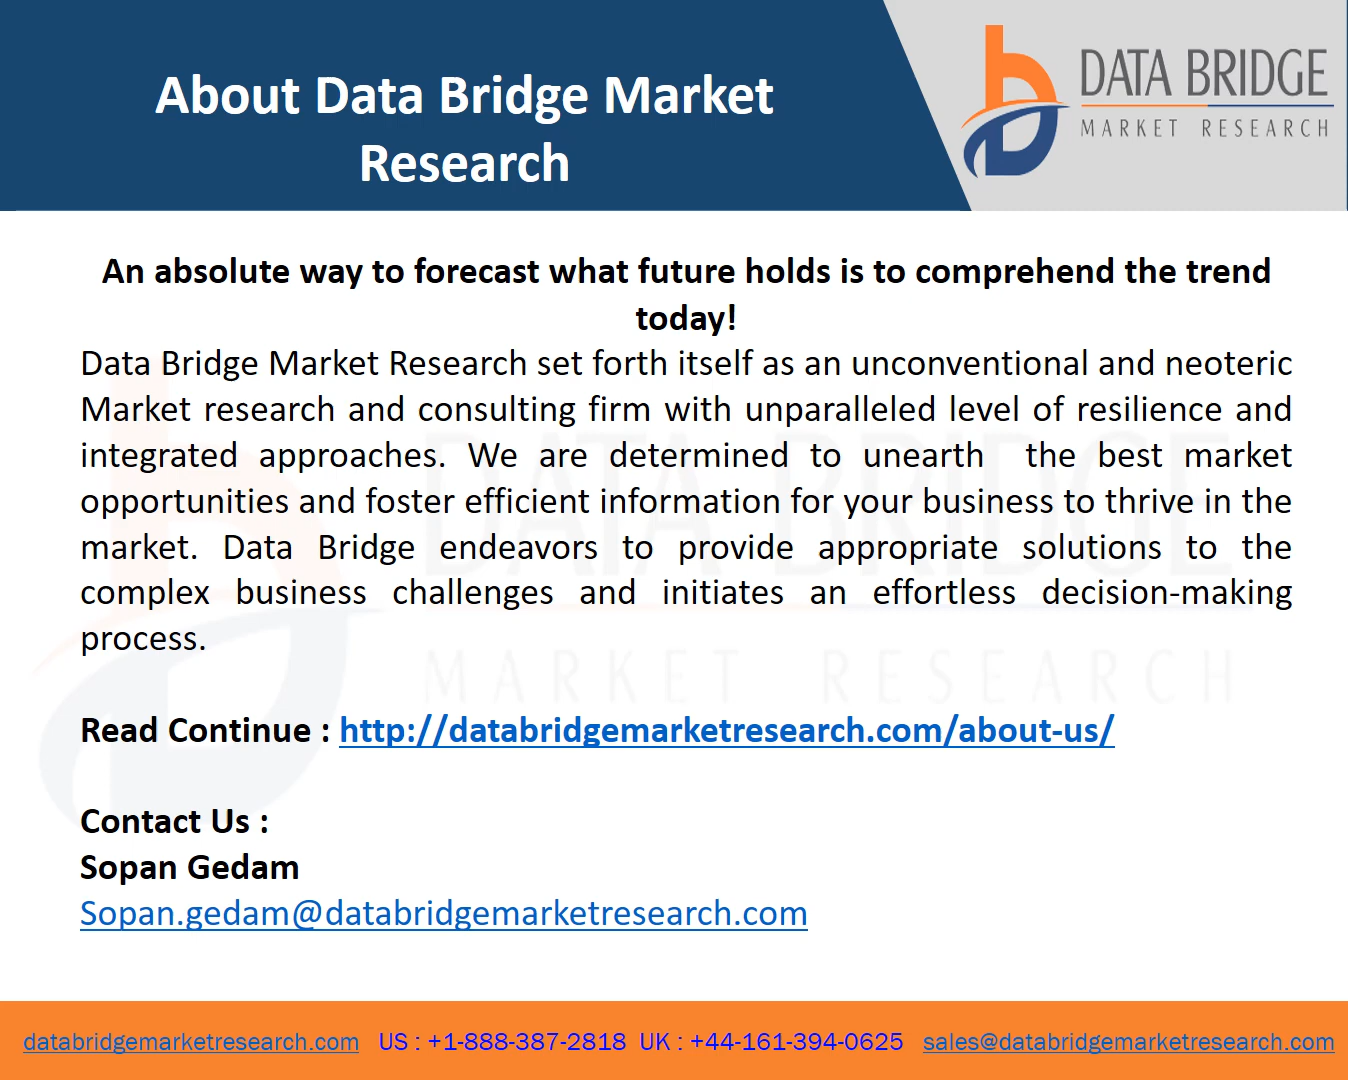 About Data Bridge Market
Research
DATA BRIDGE
MARKET RESEARCH
An absolute way to forecast what future holds is to comprehend the trend
today!
Data Bridge Market Research set forth itself as an unconventional and neoteric
Market research and consulting firm with unparalleled level of resilience and
integrated approaches. We are determined to unearth the best market
opportunities and foster efficient information for your business to thrive in the
market. Data Bridge endeavors to provide appropriate solutions to the
complex business challenges and initiates an effortless decision-making
process.
DATA BRIDGE
MARKET RESEARCH
Read Continue : http://databridgemarketresearch.com/about-us/
Contact Us :
Sopan Gedam
Sopan.gedam@databridgemarketresearch.com
databridgemarketresearch.com US : +1-888-387-2818 UK : +44-161-394-0625 sales@databridgemarketresearch.com